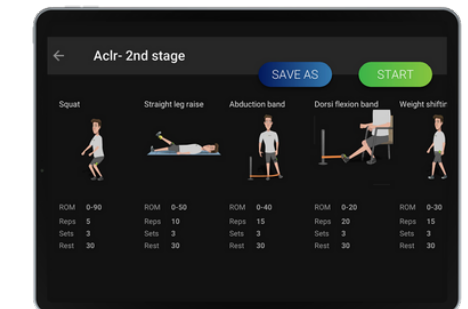 Aclr- 2nd stage
SAVE AS
START
Squat
Straight leg raise
Abduction band
Dorsi flexion band
Weight shiftin
ROM 0-90
Reps 5
Sets 3
Rest 30
ROM 0-50
Reps 10
Sets 3
Rest 30
ROM 0-40
Reps 15
Sets 3
Rest 30
ROM 0-20
Reps 20
Sets 3
Rest 30
ROM 0-30
Reps 15
Sets 3
Rest 30